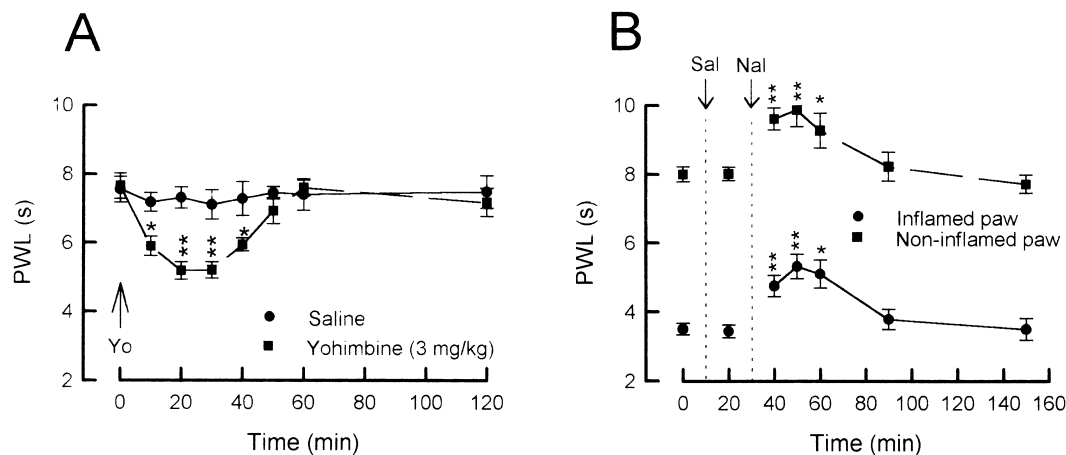 A
10
8
6
4
2
PWL (s)
*
**
**
*
Yo
Saline
Yohimbine (3 mg/kg)
0 20 40 60 80 100 120
Time (min)
B
Sal Nal
10
8
6
4
2
PWL (s)
**
**
*
Inflamed paw
Non-inflamed paw
**
**
*
0 20 40 60 80 100 120 140 160
Time (min)